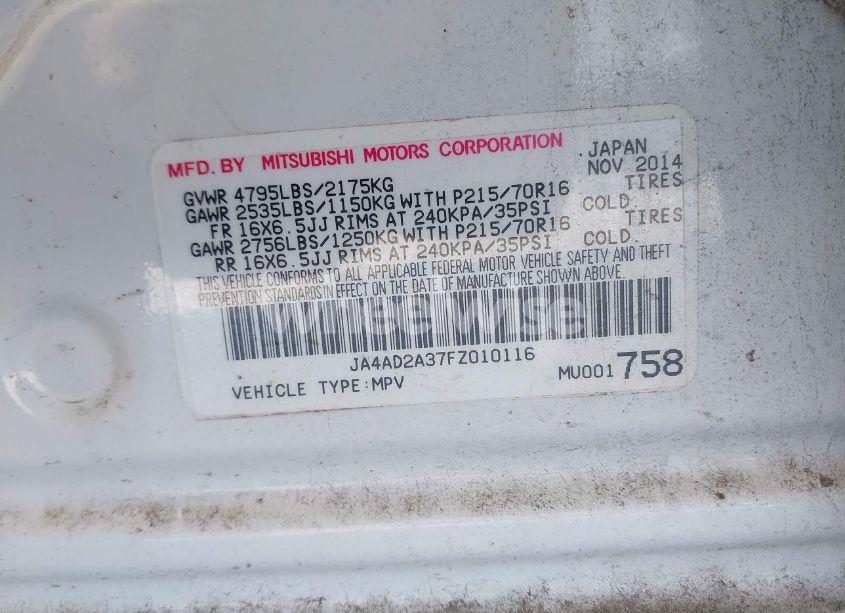 MFD. BY MITSUBISHI MOTORS CORPORATION JAPAN
GVWR 4795LBS/2175KG NOV 2014
GAWR 2535LBS/1150KG WITH P215/70R16 TIRES
FR 16X6.5JJ RIMS AT 240KPA/35PSI COLD.
GAWR 2756LBS/1250KG WITH P215/70R16 TIRES
RR 16X6.5JJ RIMS AT 240KPA/35PSI COLD.
THIS VEHICLE CONFORMS TO ALL APPLICABLE FEDERAL MOTOR VEHICLE SAFETY AND THEFT
PREVENTION STANDARDS IN EFFECT ON THE DATE OF MANUFACTURE SHOWN ABOVE.
JA4AD2A37FZ010116
VEHICLE TYPE:MPV MU001 758